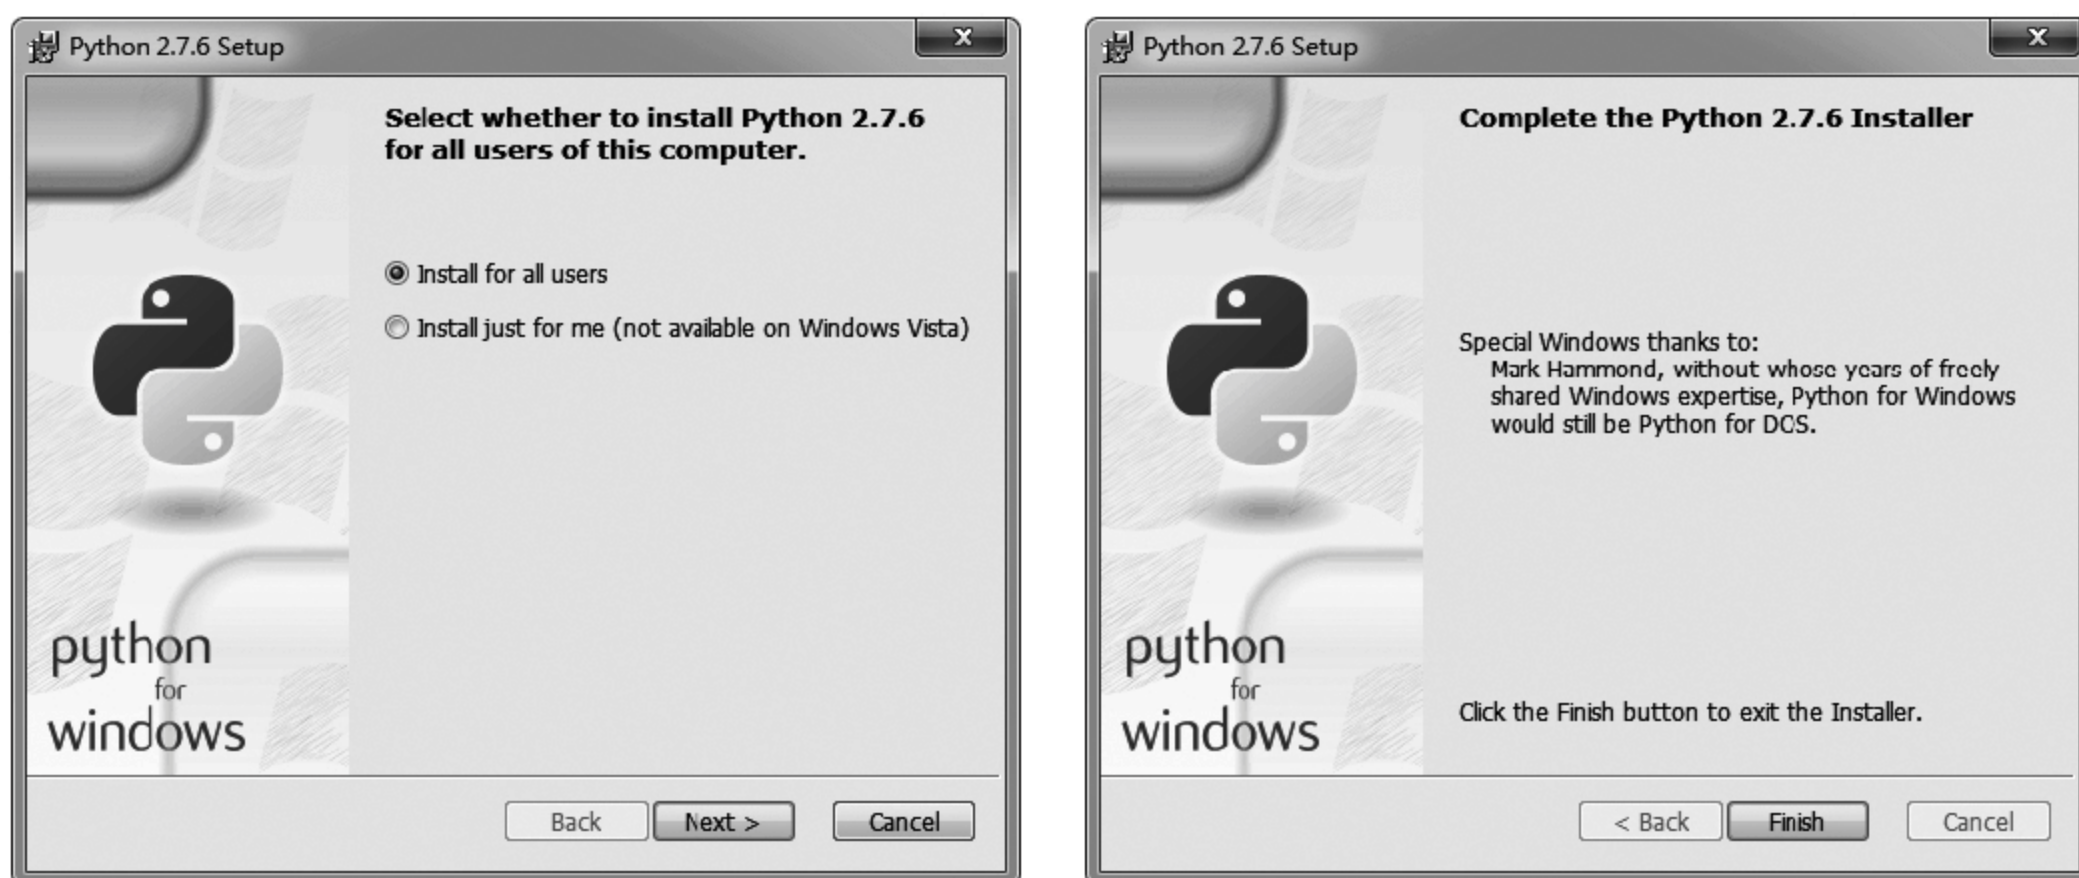 Python 2.7.6 Setup
x
Select whether to install Python 2.7.6
for all users of this computer.
Install for all users
Install just for me (not available on Windows Vista)
python
for
windows
Back
Next >
Cancel
Python 2.7.6 Setup
x
Complete the Python 2.7.6 Installer
Special Windows thanks to:
Mark Hammond, without whose years of freely
shared Windows expertise, Python for Windows
would still be Python for DOS.
python
for
windows
Click the Finish button to exit the Installer.
< Back
Finish
Cancel